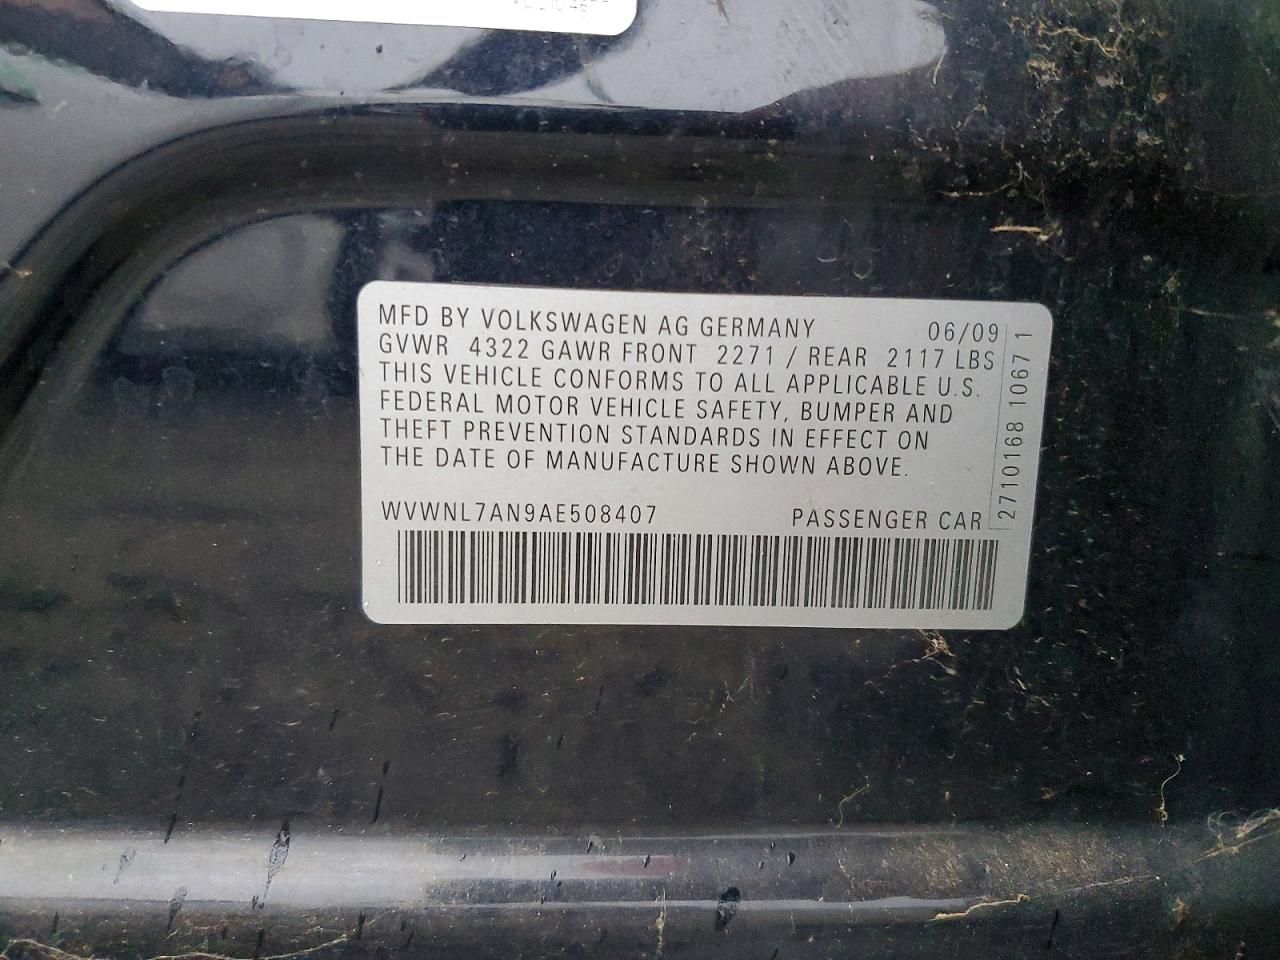 MFD BY VOLKSWAGEN AG GERMANY 06/09
GVWR 4322 GAWR FRONT 2271 / REAR 2117 LBS
THIS VEHICLE CONFORMS TO ALL APPLICABLE U.S.
FEDERAL MOTOR VEHICLE SAFETY, BUMPER AND
THEFT PREVENTION STANDARDS IN EFFECT ON
THE DATE OF MANUFACTURE SHOWN ABOVE.
WVWNL7AN9AE508407 PASSENGER CAR
2710168 10671